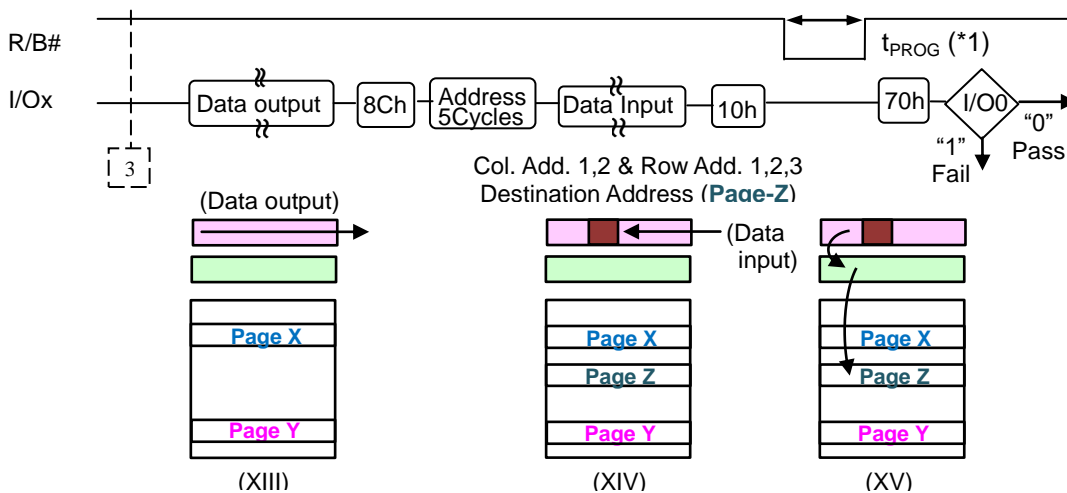 R/B#
tPROG (*1)
I/Ox
Data output
8Ch
Address
5Cycles
Data Input
10h
70h
I/O0
“0”
Pass
“1”
Fail
3
Col. Add. 1,2 & Row Add. 1,2,3
Destination Address (Page-Z)
(Data output)
(Data
input)
Page X
Page Y
(XIII)
Page X
Page Z
Page Y
(XIV)
Page X
Page Z
Page Y
(XV)